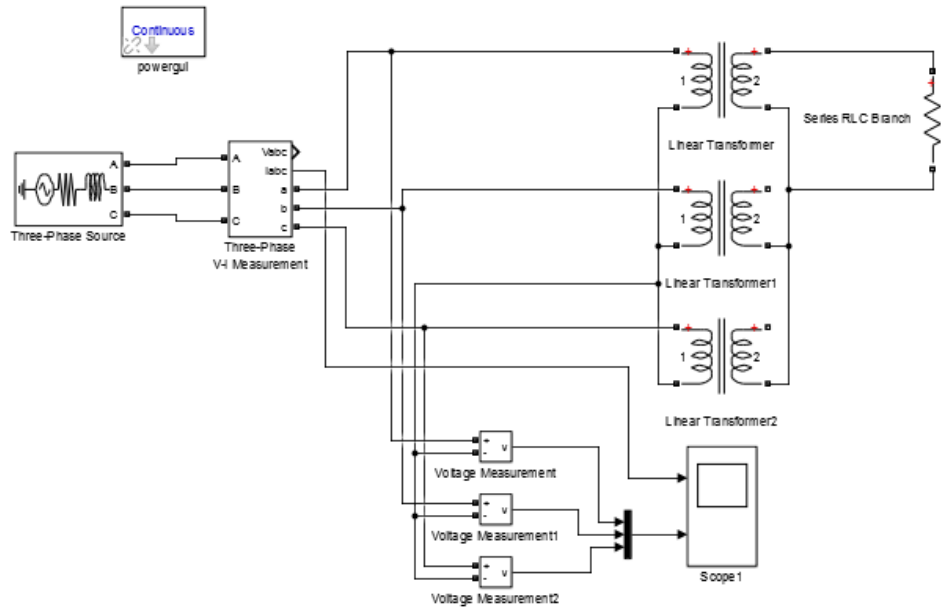 Continuous
powergui
Three-Phase Source
A
B
C
A
B
C
Vabc
Iabc
a
b
c
Three-Phase
V-I Measurement
+
1
+
2
Linear Transformer
+
1
+
2
Linear Transformer1
+
1
+
2
Linear Transformer2
+
Series RLC Branch
+
-
v
Voltage Measurement
+
-
v
Voltage Measurement1
+
-
v
Voltage Measurement2
Scope1